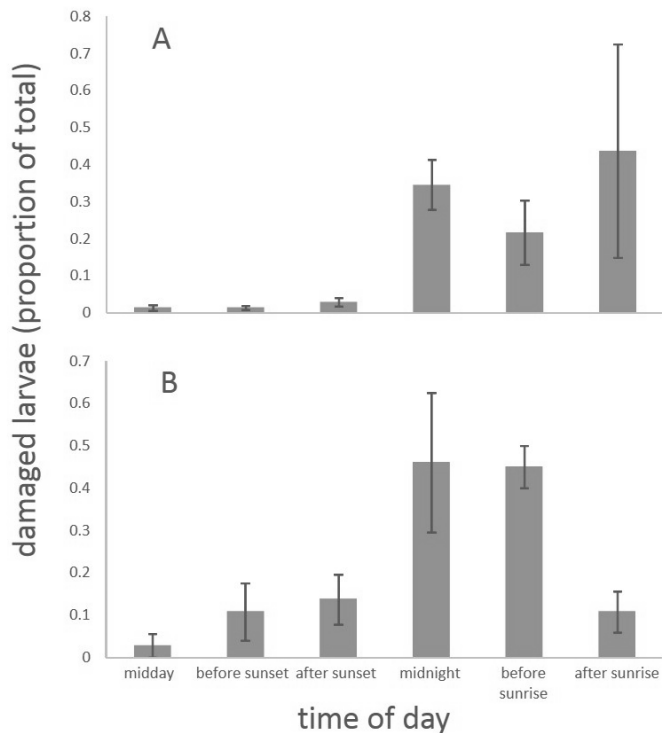 damaged larvae (proportion of total)
A
0.8
0.7
0.6
0.5
0.4
0.3
0.2
0.1
0
B
0.7
0.6
0.5
0.4
0.3
0.2
0.1
0
midday before sunset after sunset midnight before after sunrise
sunrise
time of day